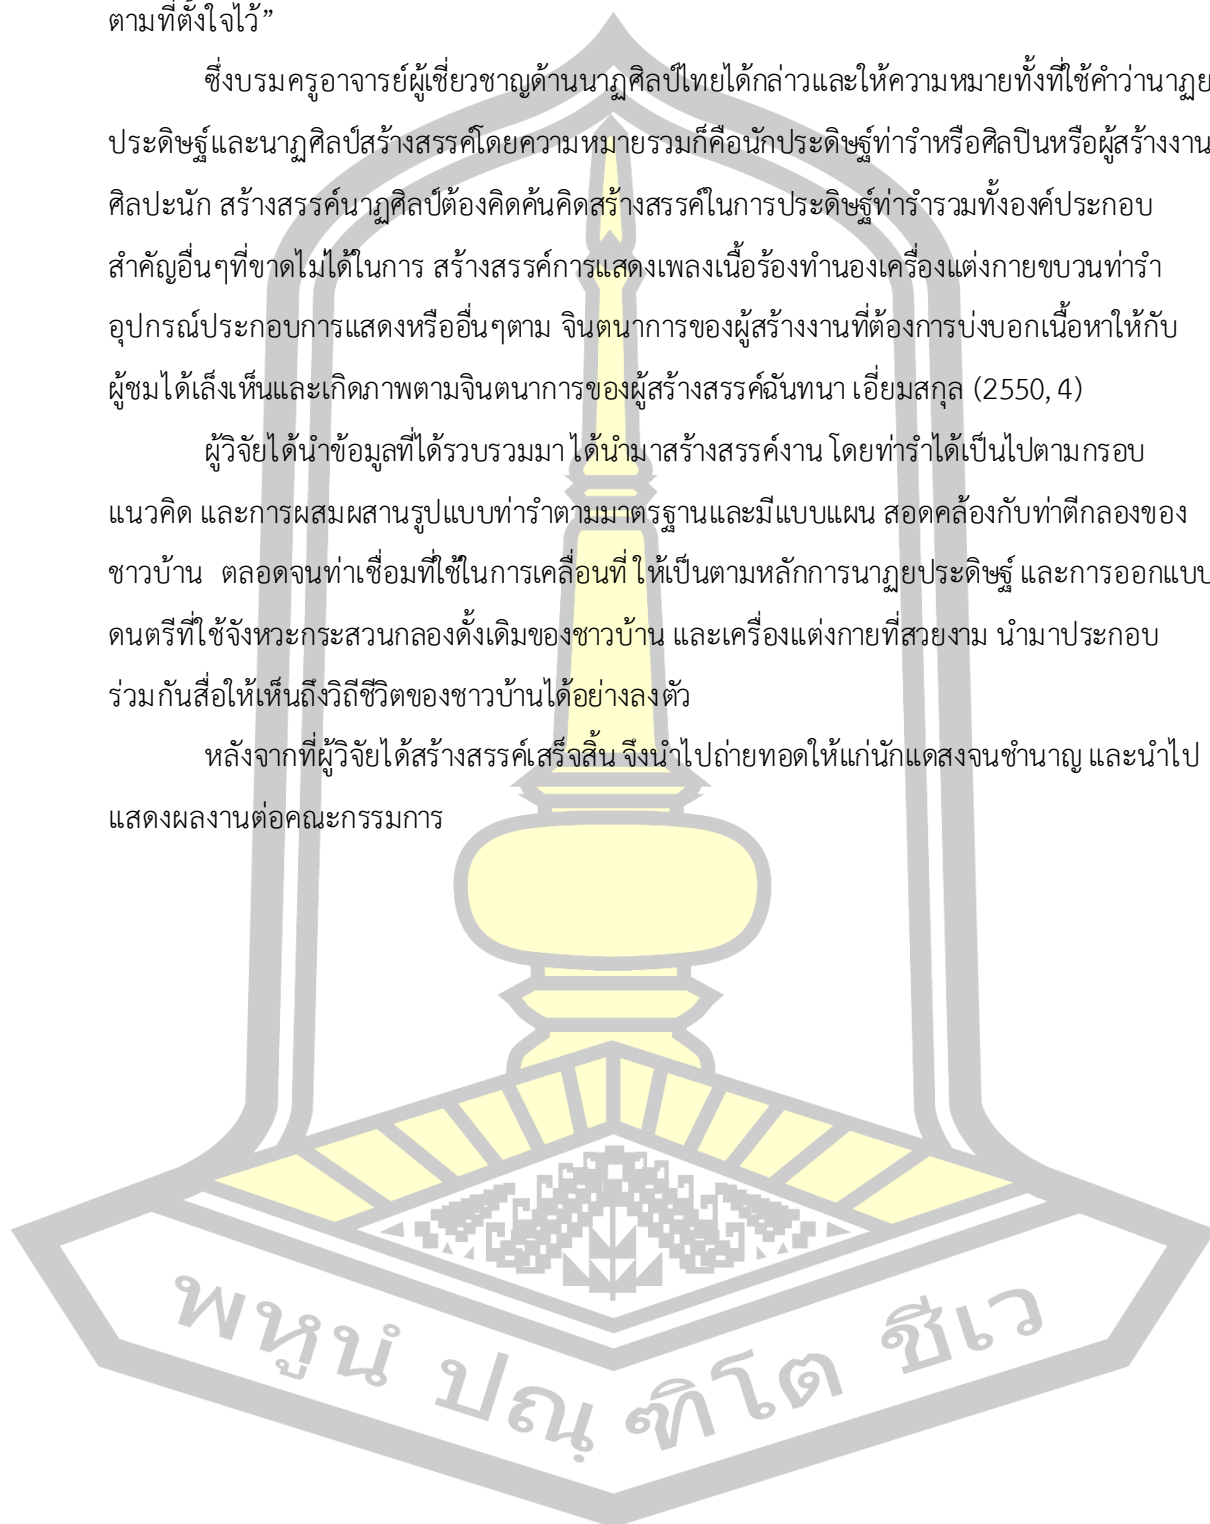 ตามที่ตั้งใจไว้”
ซึ่งบรมครูอาจารย์ผู้เชี่ยวชาญด้านนาฏศิลป์ไทยได้กล่าวและให้ความหมายทั้งที่ใช้คำว่านาฏย
ประดิษฐ์และนาฏศิลป์สร้างสรรค์โดยความหมายรวมก็คือนักประดิษฐ์ท่ารำหรือศิลปินหรือผู้สร้างงาน
ศิลปะนัก สร้างสรรค์นาฏศิลป์ต้องคิดค้นคิดสร้างสรรค์ในการประดิษฐ์ท่ารำรวมทั้งองค์ประกอบ
สำคัญอื่นๆที่ขาดไม่ได้ในการ สร้างสรรค์การแสดงเพลงเนื้อร้องทำนองเครื่องแต่งกายขบวนท่ารำ
อุปกรณ์ประกอบการแสดงหรืออื่นๆตาม จินตนาการของผู้สร้างงานที่ต้องการบ่งบอกเนื้อหาให้กับ
ผู้ชมได้เล็งเห็นและเกิดภาพตามจินตนาการของผู้สร้างสรรค์ฉันทนา เอี่ยมสกุล (2550, 4)
ผู้วิจัยได้นำข้อมูลที่ได้รวบรวมมา ได้นำมาสร้างสรรค์งาน โดยท่ารำได้เป็นไปตามกรอบ
แนวคิด และการผสมผสานรูปแบบท่ารำตามมาตรฐานและมีแบบแผน สอดคล้องกับท่าตีกลองของ
ชาวบ้าน ตลอดจนท่าเชื่อมที่ใช้ในการเคลื่อนที่ ให้เป็นตามหลักการนาฏยประดิษฐ์ และการออกแบบ
ดนตรีที่ใช้จังหวะกระสวนกลองดั้งเดิมของชาวบ้าน และเครื่องแต่งกายที่สวยงาม นำมาประกอบ
ร่วมกันสื่อให้เห็นถึงวิถีชีวิตของชาวบ้านได้อย่างลงตัว
หลังจากที่ผู้วิจัยได้สร้างสรรค์เสร็จสิ้น จึงนำไปถ่ายทอดให้แก่นักแดสงจนชำนาญ และนำไป
แสดงผลงานต่อคณะกรรมการ
พหูนํ ปณฺฑิโต ชีเว